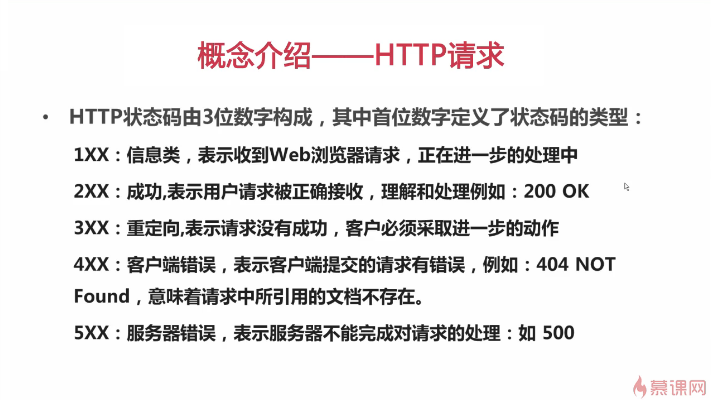 概念介绍——HTTP请求
• HTTP状态码由3位数字构成，其中首位数字定义了状态码的类型：
1XX：信息类，表示收到Web浏览器请求，正在进一步的处理中
2XX：成功,表示用户请求被正确接收，理解和处理例如：200 OK
3XX：重定向,表示请求没有成功，客户必须采取进一步的动作
4XX：客户端错误，表示客户端提交的请求有错误，例如：404 NOT
Found，意味着请求中所引用的文档不存在。
5XX：服务器错误，表示服务器不能完成对请求的处理：如 500
慕课网